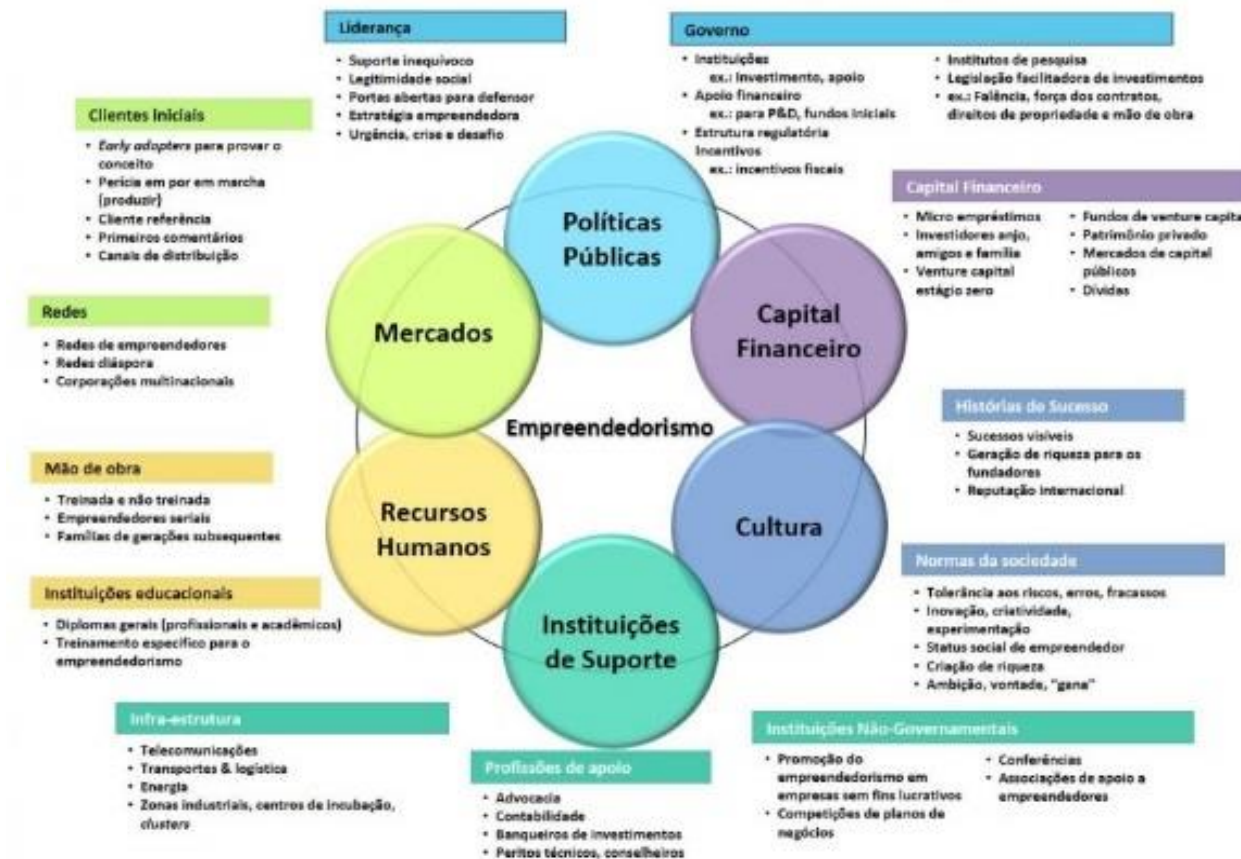 Liderança
• Suporte inequívoco
• Legitimidade social
• Portas abertas para defensor
• Estratégia empreendedora
• Urgência, crise e desafio
Governo
• Instituições
ex.: Investimento, apoio
• Apoio financeiro
ex.: para P&D, fundos iniciais
• Estrutura regulatória
Incentivos
ex.: incentivos fiscais
• Institutos de pesquisa
• Legislação facilitadora de investimentos
• ex.: Falência, força dos contratos,
direitos de propriedade e mão de obra
Clientes iniciais
• Early adopters para provar o
conceito
• Perícia em por em marcha
(produzir)
• Cliente referência
• Primeiros comentários
• Canais de distribuição
Capital Financeiro
• Micro empréstimos
• Investidores anjo,
amigos e família
• Venture capital
estágio zero
• Fundos de venture capita
• Patrimônio privado
• Mercados de capital
públicos
• Dívidas
Políticas
Públicas
Mercados
Capital
Financeiro
Empreendedorismo
Recursos
Humanos
Cultura
Instituições
de Suporte
Redes
• Redes de empreendedores
• Redes diáspora
• Corporações multinacionais
Histórias de Sucesso
• Sucessos visíveis
• Geração de riqueza para os
fundadores
• Reputação internacional
Mão de obra
• Treinada e não treinada
• Empreendedores seriais
• Famílias de gerações subsequentes
Normas da sociedade
• Tolerância aos riscos, erros, fracassos
• Inovação, criatividade,
experimentação
• Status social de empreendedor
• Criação de riqueza
• Ambição, vontade, "gana"
Instituições educacionais
• Diplomas gerais (profissionais e acadêmicos)
• Treinamento específico para o
empreendedorismo
Infra-estrutura
• Telecomunicações
• Transportes & logística
• Energia
• Zonas industriais, centros de incubação,
clusters
Profissões de apoio
• Advocacia
• Contabilidade
• Banqueiros de investimentos
• Peritos técnicos, conselheiros
Instituições Não-Governamentais
• Promoção do
empreendedorismo em
empresas sem fins lucrativos
• Competições de planos de
negócios
• Conferências
• Associações de apoio a
empreendedores